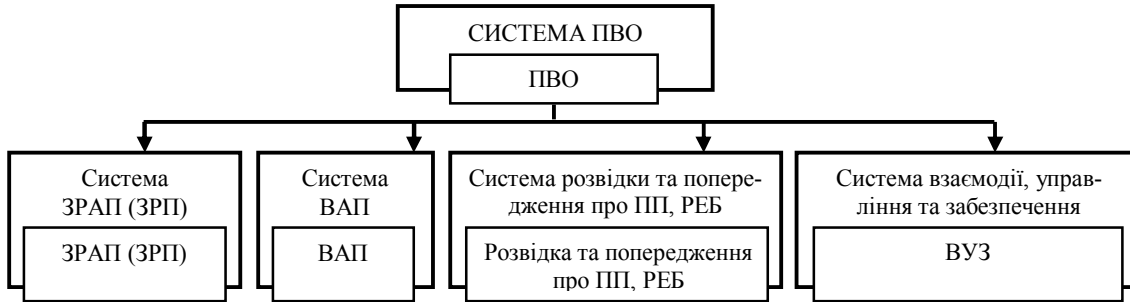 СИСТЕМА ПВО
ПВО
Система
ЗРАП (ЗРП)
ЗРАП (ЗРП)
Система
ВАП
ВАП
Система розвідки та попере-
дження про ПП, РЕБ
Розвідка та попередження
про ПП, РЕБ
Система взаємодії, управ-
ління та забезпечення
ВУЗ